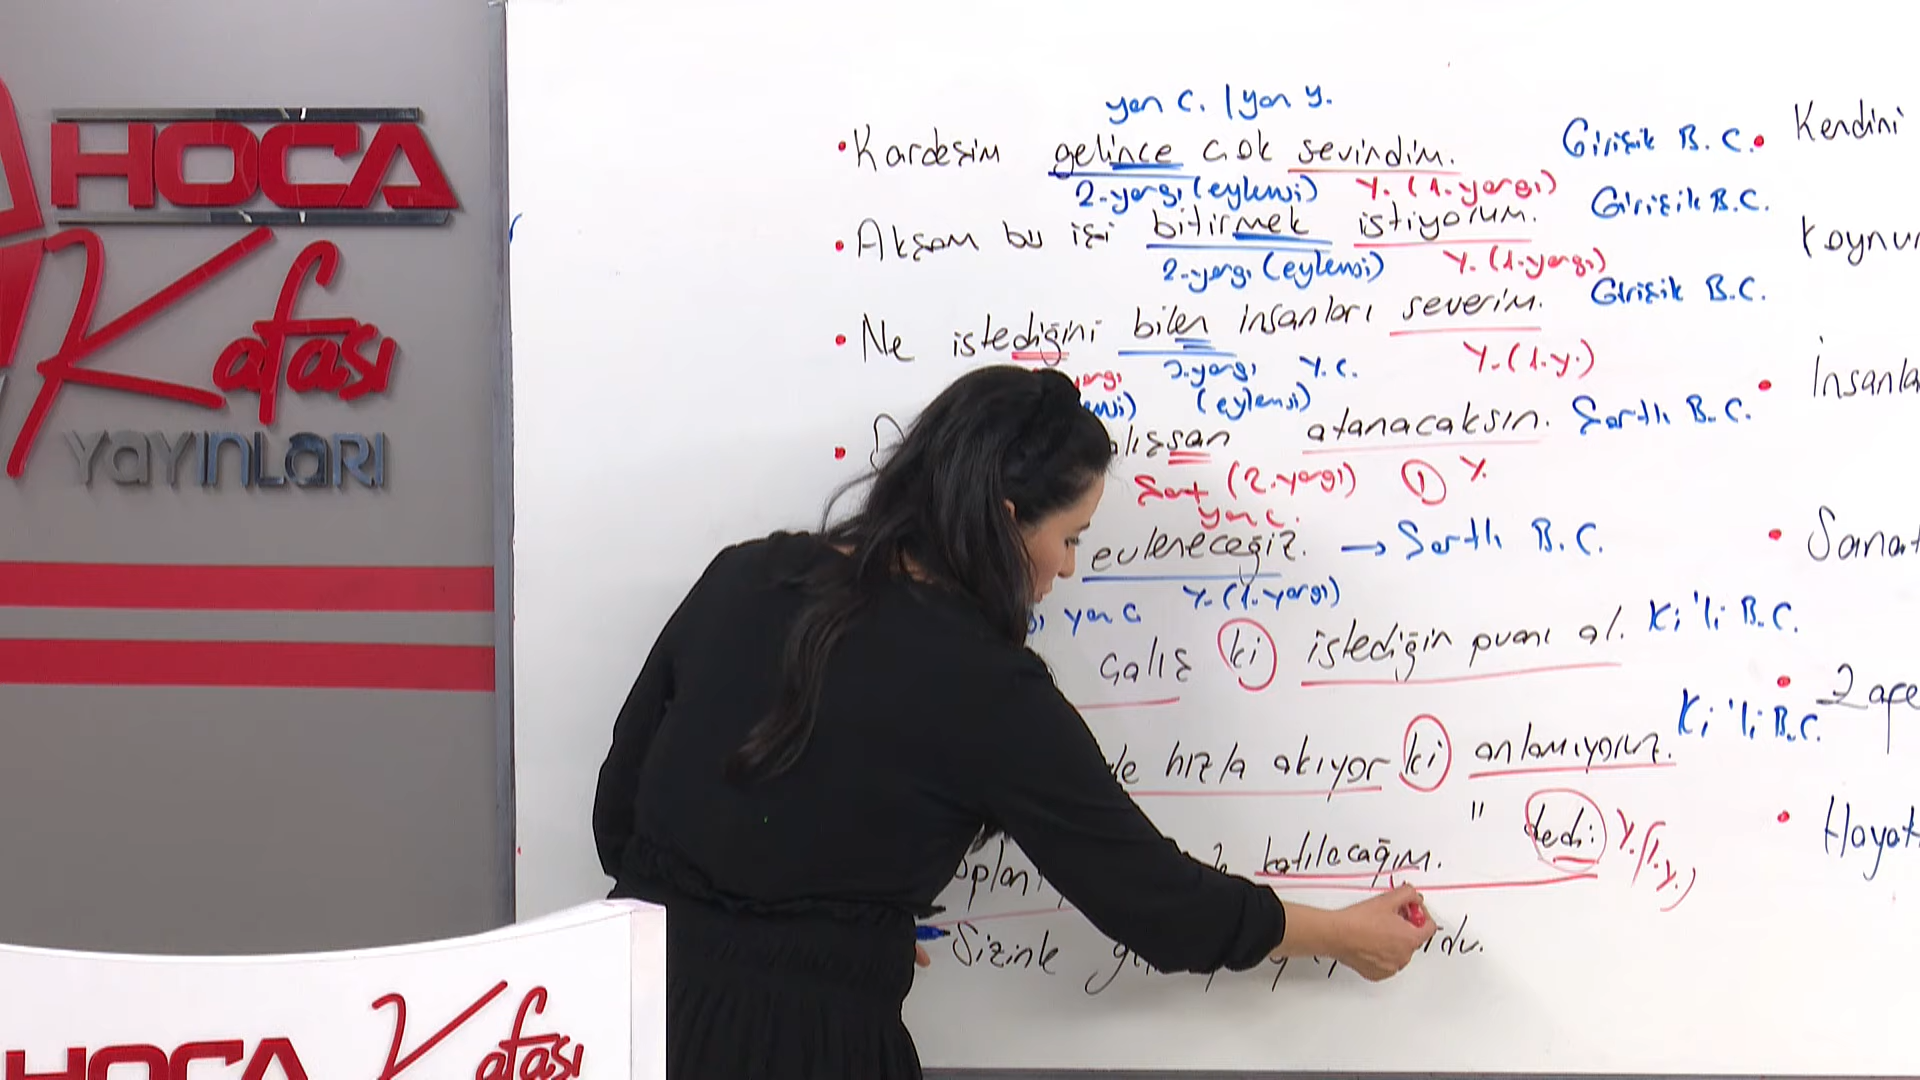 HOCA
Kafası
YAYINLARI
yan C. / yan y.
• Kardeşim gelince çok sevindim. Girişik B.C.
2-yargı (eylemsi) Y. (1.yargı)
• Akşam bu işi bitirmek istiyorum. Girişik B.C.
2-yargı (eylemsi) Y. (1.yargı)
• Ne istediğini bilen insanları severim. Girişik B.C.
2.yargı Y.C. Y. (1.y.)
(eylemsi)
atanacaksın. Şartlı B.C.
Şart (2.yargı) 1 Y.
yan C.
evleneceğiz. → Şartlı B.C.
yan C Y. (1.yargı)
çalış ki istediğin puanı al. Ki'li B.C.
hızla akıyor ki anlamıyoruz. Ki'li B.C.
katılacağım. " dedi. Y. (1.y.)
Sizinle
• Kendini
İnsanla
• Sanat
• Hayat
HOCA Kafası